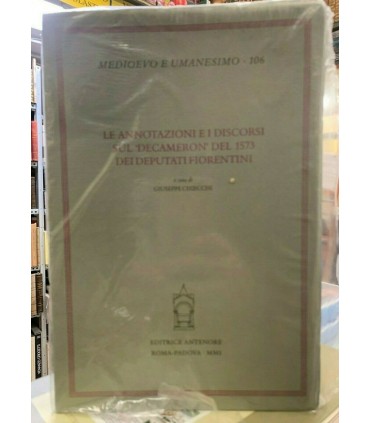 MEDIOEVO E UMANESIMO - 106
LE ANNOTAZIONI E I DISCORSI
SUL 'DECAMERON' DEL 1573
DEI DEPUTATI FIORENTINI
a cura di
GIUSEPPE CHIECCHI
EDITRICE ANTENORE
ROMA-PADOVA MMI